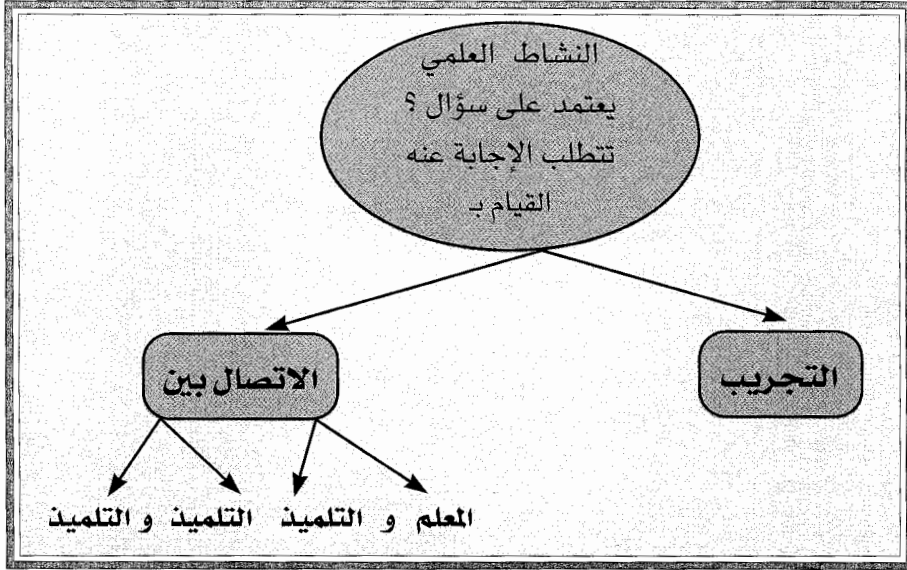 النشاط العلمي
يعتمد على سؤال ؟
تتطلب الإجابة عنه
القيام بـ
التجريب
الاتصال بين
المعلم و التلميذ
التلميذ و التلميذ